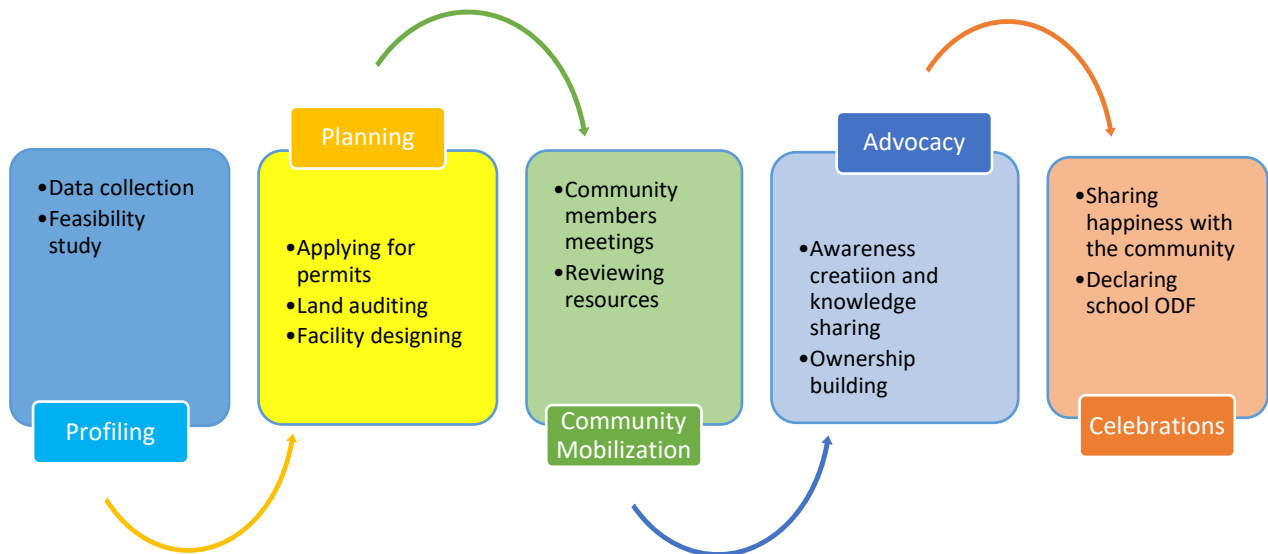 •Data collection
•Feasibility
study
Profiling
Planning
•Applying for
permits
•Land auditing
•Facility designing
•Community
members
meetings
•Reviewing
resources
Community
Mobilization
Advocacy
•Awareness
creatiion and
knowledge
sharing
•Ownership
building
•Sharing
happiness with
the community
•Declaring
school ODF
Celebrations